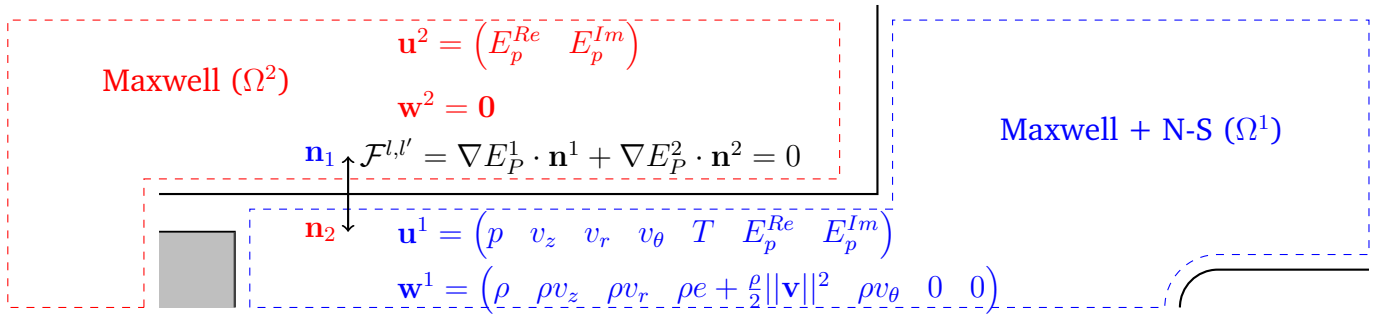 𝐮² = (E_p^{Re} E_p^{Im})
Maxwell (Ω²)
𝐰² = 𝟎
Maxwell + N-S (Ω¹)
𝐧₁ ℱ^{l,l′} = ∇E_P^1 · 𝐧¹ + ∇E_P^2 · 𝐧² = 0
𝐧₂ 𝐮¹ = (p v_z v_r v_θ T E_p^{Re} E_p^{Im})
𝐰¹ = (ρ ρv_z ρv_r ρe + \frac{ρ}{2}||𝐯||² ρv_θ 0 0)